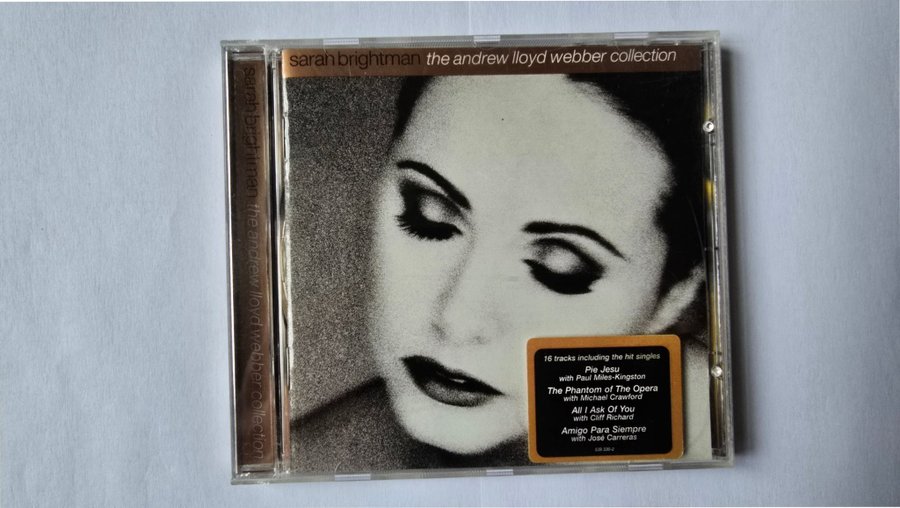 sarah brightman the andrew lloyd webber collection
sarah brightman the andrew lloyd webber collection
16 tracks including the hit singles
Pie Jesu
with Paul Miles-Kingston
The Phantom of The Opera
with Michael Crawford
All I Ask Of You
with Cliff Richard
Amigo Para Siempre
with José Carreras